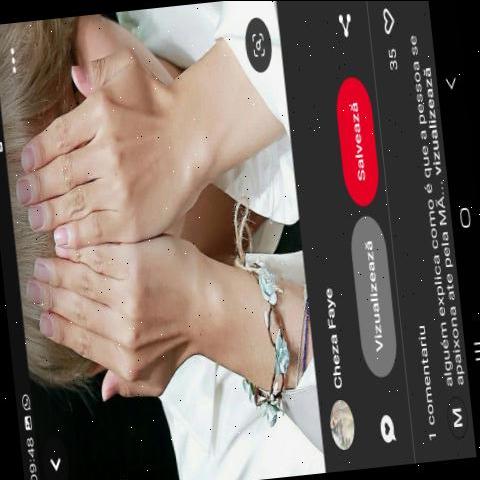 09:48
Cheza Faye
Vizualizează
Salvează
35
1 comentariu
M
alguém explica como é que a pessoa se
apaixona ate pela MÃ..., vizualizează